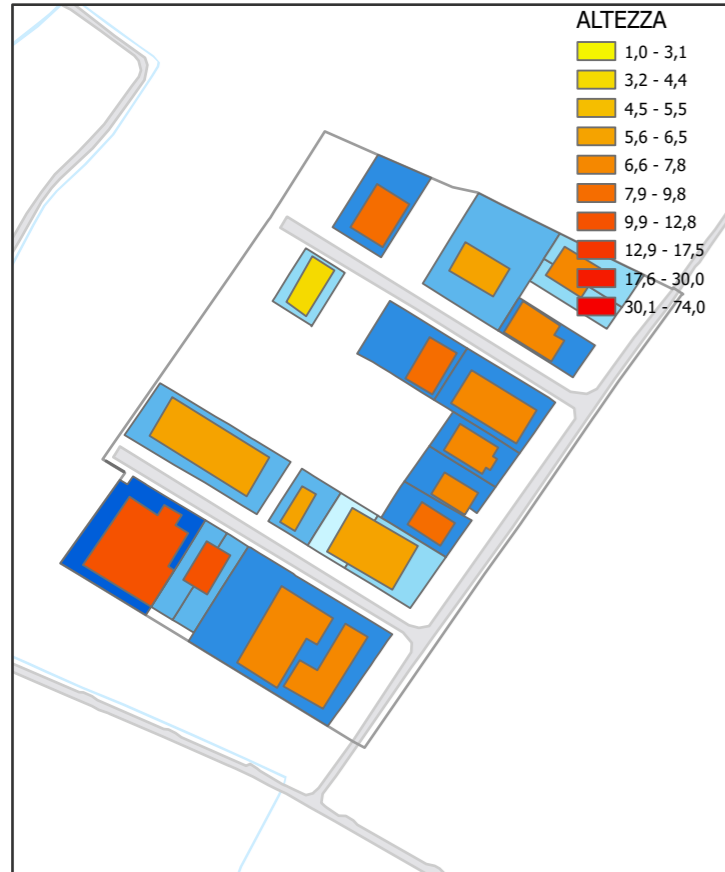 ALTEZZA
1,0 - 3,1
3,2 - 4,4
4,5 - 5,5
5,6 - 6,5
6,6 - 7,8
7,9 - 9,8
9,9 - 12,8
12,9 - 17,5
17,6 - 30,0
30,1 - 74,0